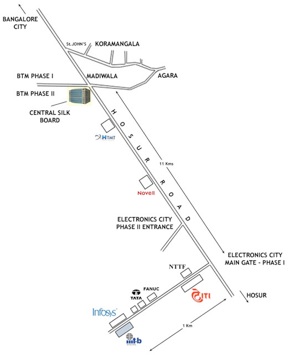 BANGALORE
CITY
St JOHN'S
KORAMANGALA
BTM PHASE I
MADIWALA
AGARA
BTM PHASE II
CENTRAL SILK
BOARD
HOSUR ROAD
11 Kms
Novell
ELECTRONICS CITY
PHASE II ENTRANCE
ELECTRONICS CITY
MAIN GATE - PHASE I
NTTF
FANUC
TATA
ITI
HOSUR
Infosys
iiit-b
1 Km